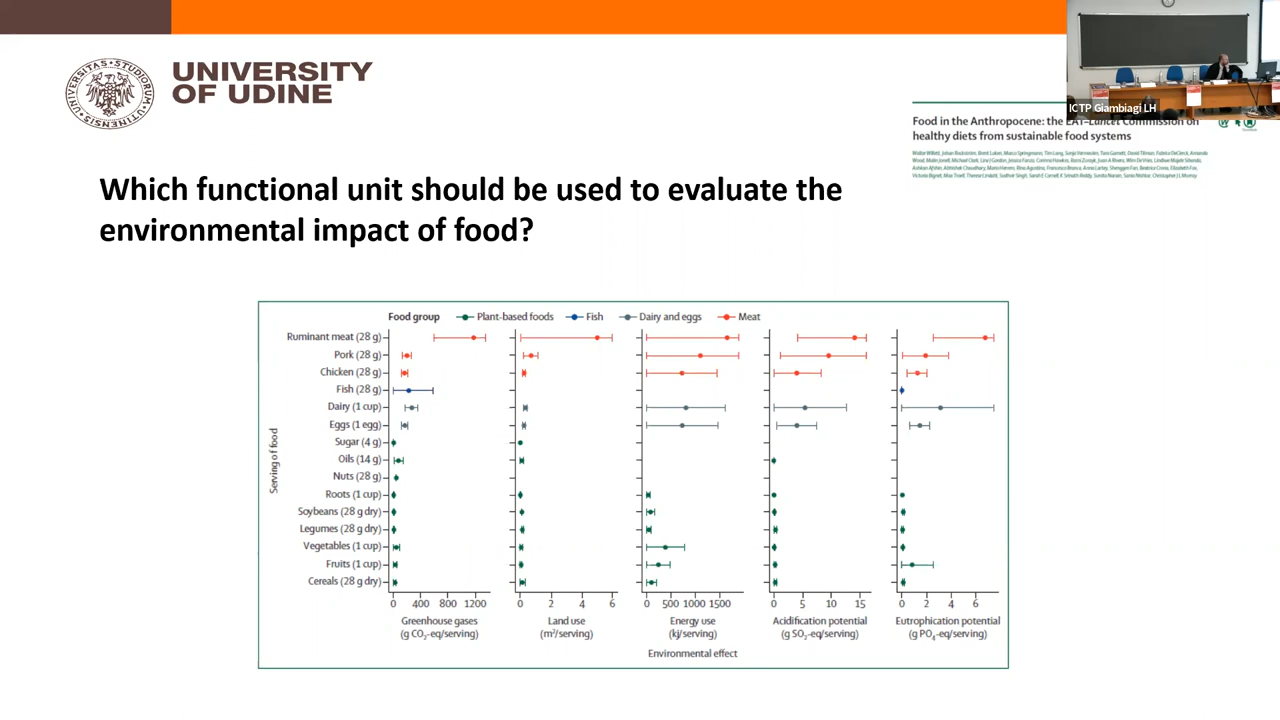 UNIVERSITY
OF UDINE
ICTP Giambiagi LH
Food in the Anthropocene: the EAT–Lancet Commission on
healthy diets from sustainable food systems
Which functional unit should be used to evaluate the
environmental impact of food?
Food group
Plant-based foods
Fish
Dairy and eggs
Meat
Serving of food
Ruminant meat (28 g)
Pork (28 g)
Chicken (28 g)
Fish (28 g)
Dairy (1 cup)
Eggs (1 egg)
Sugar (4 g)
Oils (14 g)
Nuts (28 g)
Roots (1 cup)
Soybeans (28 g dry)
Legumes (28 g dry)
Vegetables (1 cup)
Fruits (1 cup)
Cereals (28 g dry)
0 400 800 1200
0 2 4 6
0 500 1000 1500
0 5 10 15
0 2 4 6
Greenhouse gases
(g CO₂-eq/serving)
Land use
(m²/serving)
Energy use
(kj/serving)
Acidification potential
(g SO₂-eq/serving)
Eutrophication potential
(g PO₄-eq/serving)
Environmental effect